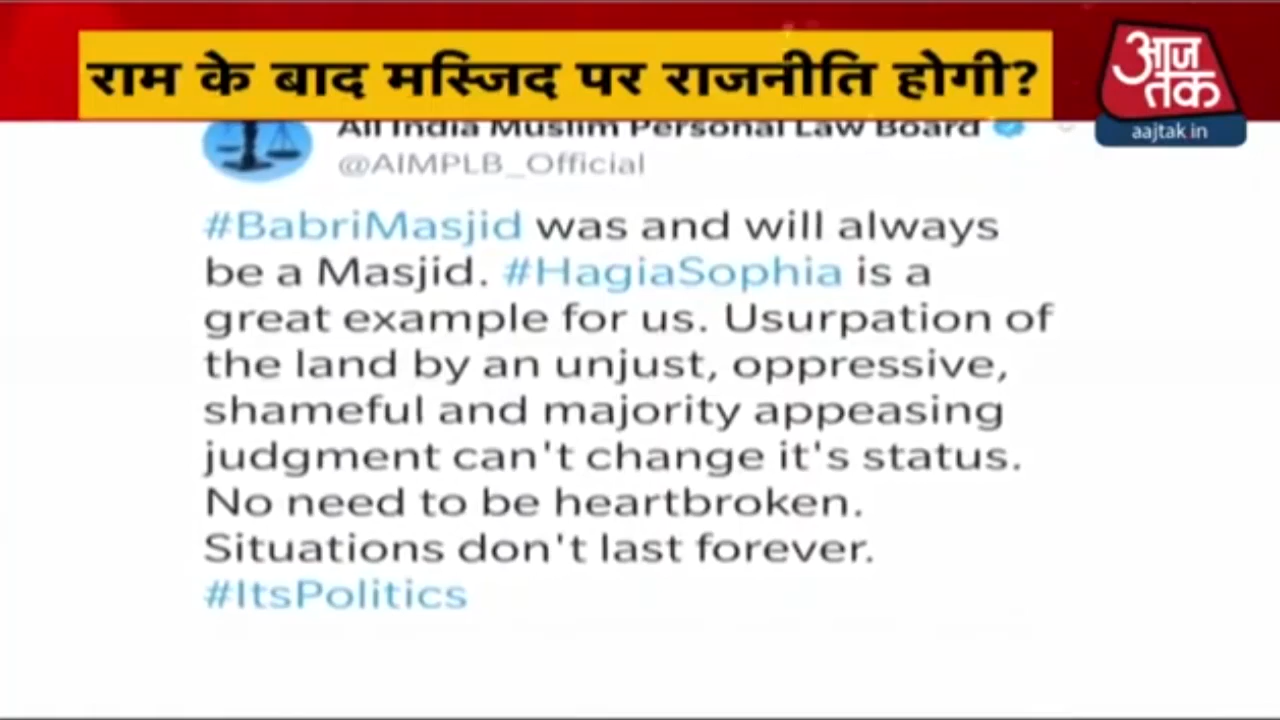 राम के बाद मस्जिद पर राजनीति होगी?
आज
तक
aajtak.in
All India Muslim Personal Law Board
@AIMPLB_Official
#BabriMasjid was and will always
be a Masjid. #HagiaSophia is a
great example for us. Usurpation of
the land by an unjust, oppressive,
shameful and majority appeasing
judgment can't change it's status.
No need to be heartbroken.
Situations don't last forever.
#ItsPolitics